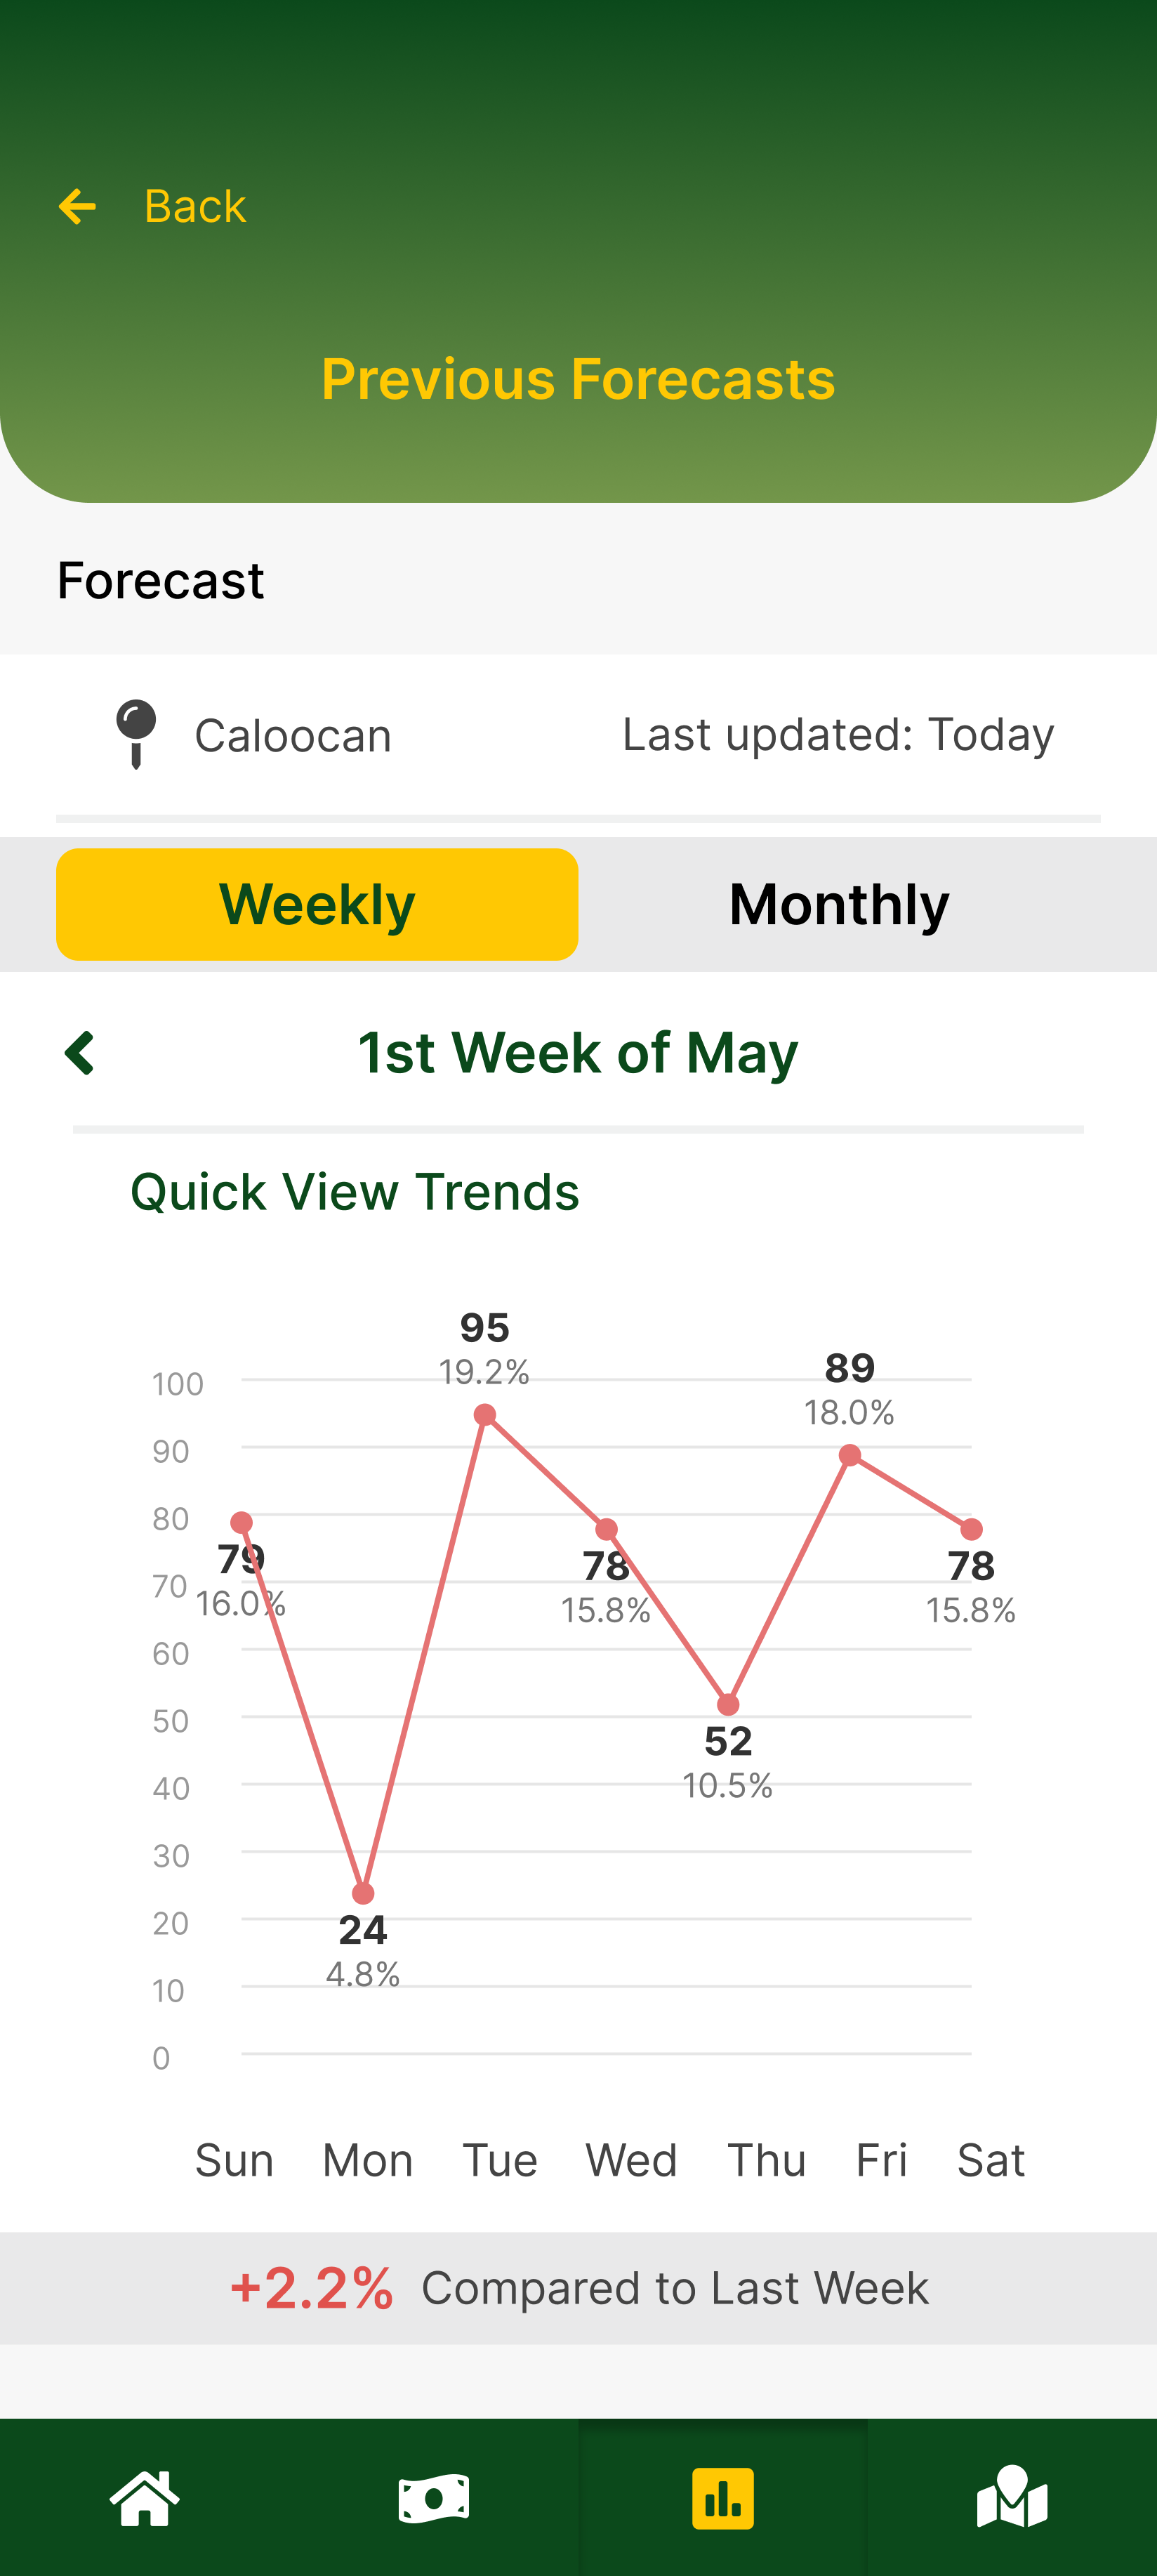 Back
Previous Forecasts
Forecast
Caloocan Last updated: Today
Weekly Monthly
1st Week of May
Quick View Trends
95
19.2%
89
18.0%
100
90
80
79
16.0%
78
15.8%
78
15.8%
70
60
50
52
10.5%
40
30
20
24
4.8%
10
0
Sun Mon Tue Wed Thu Fri Sat
+2.2% Compared to Last Week